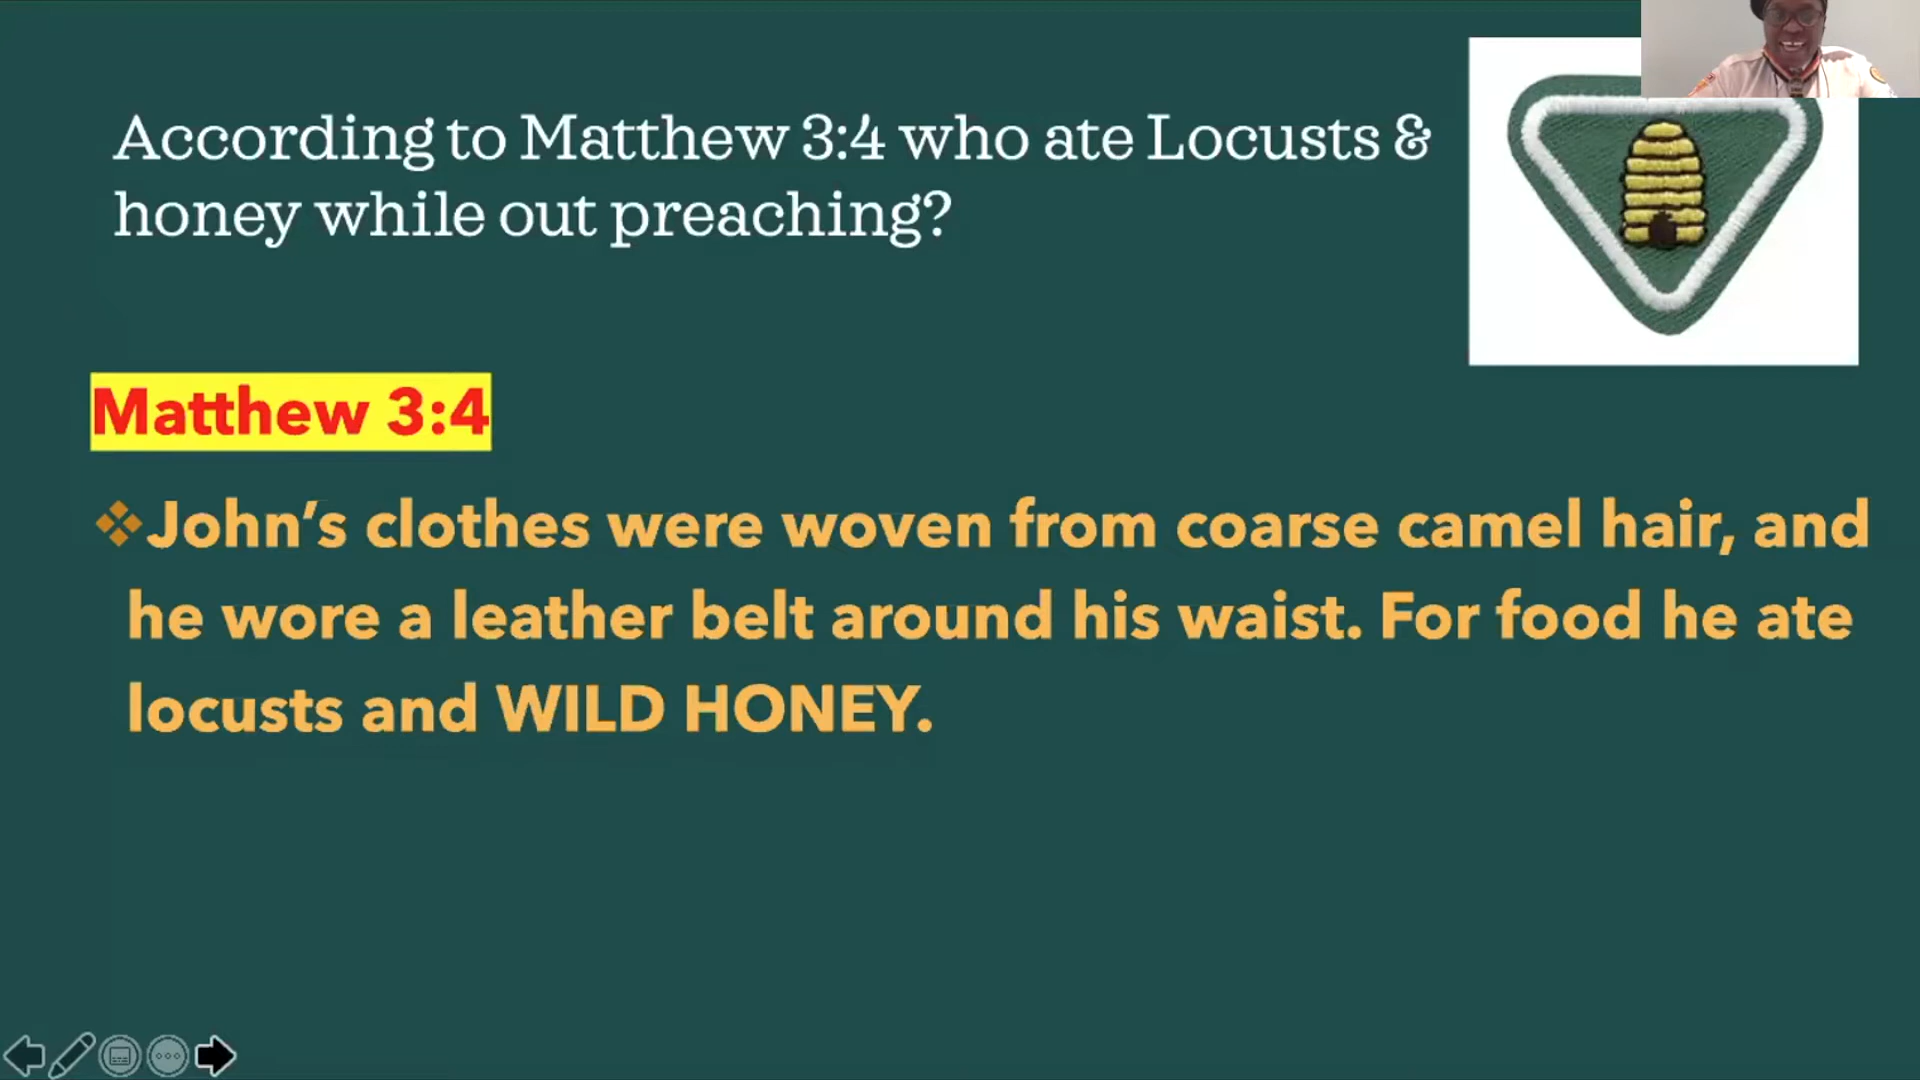 According to Matthew 3:4 who ate Locusts &
honey while out preaching?
Matthew 3:4
John’s clothes were woven from coarse camel hair, and
he wore a leather belt around his waist. For food he ate
locusts and WILD HONEY.